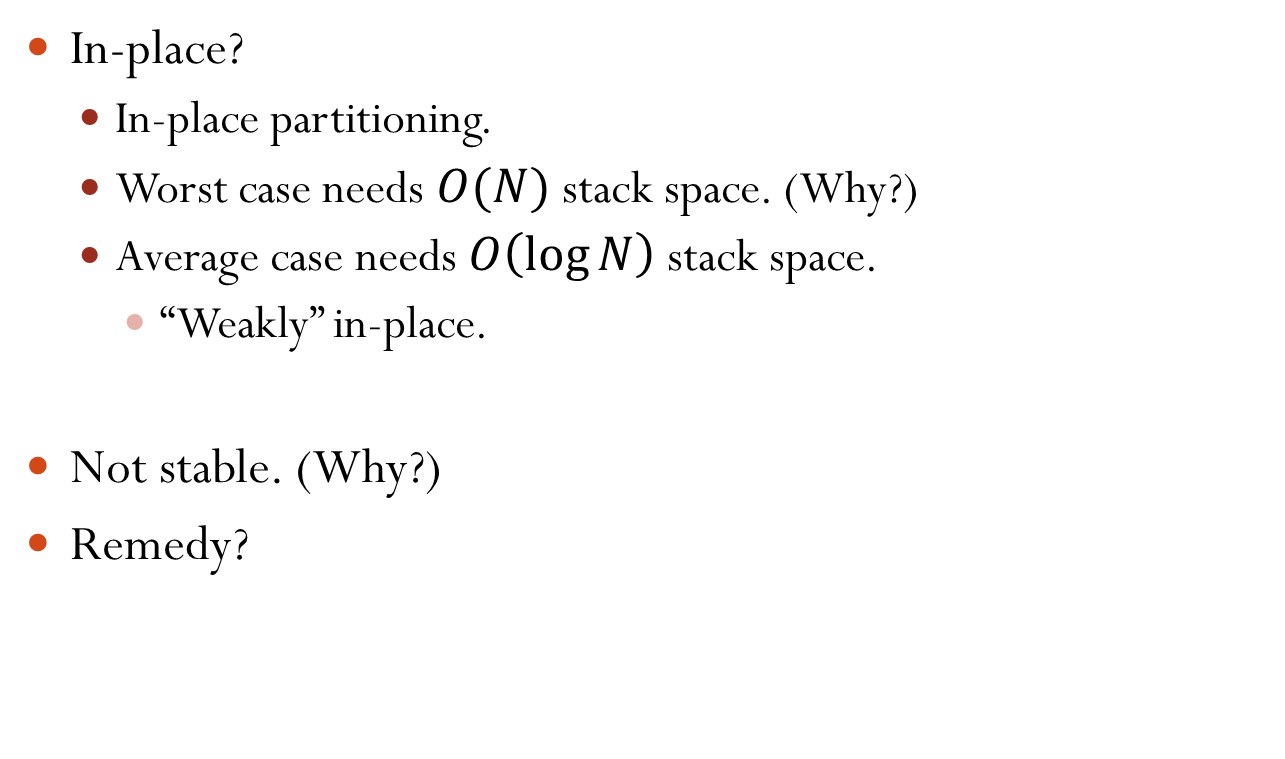 In-place?
In-place partitioning.
Worst case needs O(N) stack space. (Why?)
Average case needs O(log N) stack space.
“Weakly” in-place.
Not stable. (Why?)
Remedy?